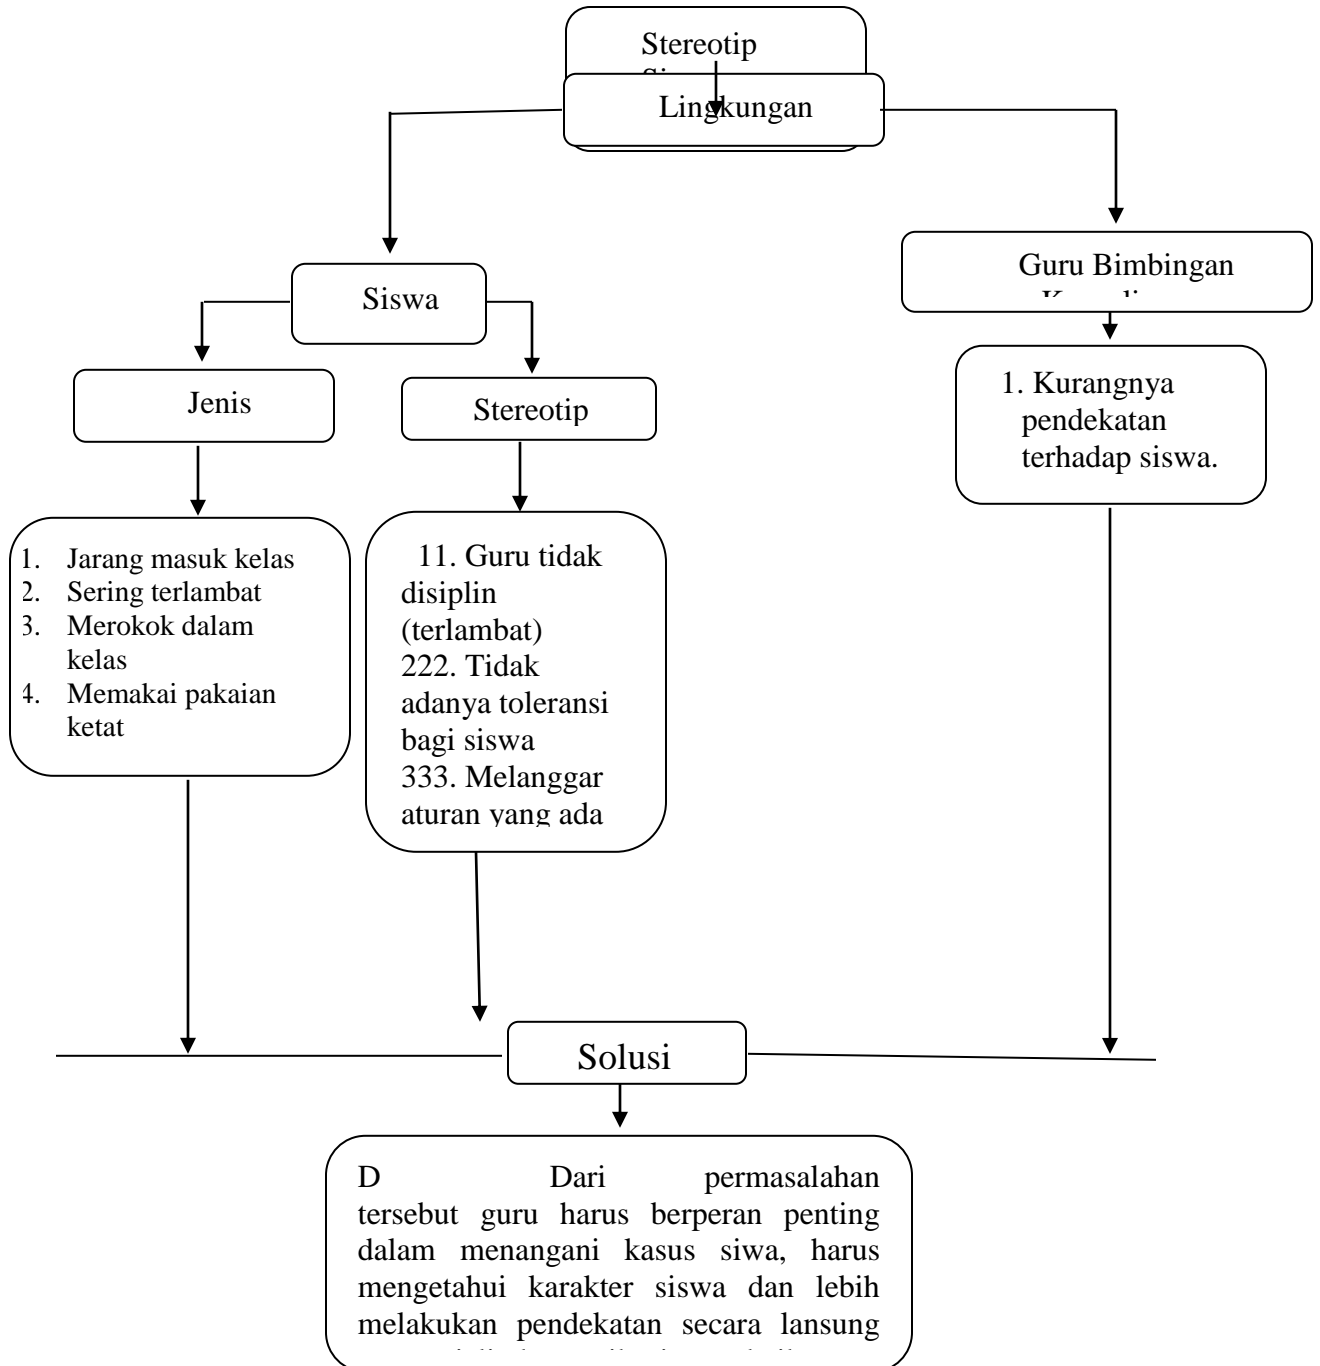 Stereotip
Lingkungan
Siswa
Guru Bimbingan
Jenis
Stereotip
1. Kurangnya
pendekatan
terhadap siswa.
1. Jarang masuk kelas
2. Sering terlambat
3. Merokok dalam
kelas
4. Memakai pakaian
ketat
11. Guru tidak
disiplin
(terlambat)
222. Tidak
adanya toleransi
bagi siswa
333. Melanggar
aturan yang ada
Solusi
D Dari permasalahan
tersebut guru harus berperan penting
dalam menangani kasus siwa, harus
mengetahui karakter siswa dan lebih
melakukan pendekatan secara lansung